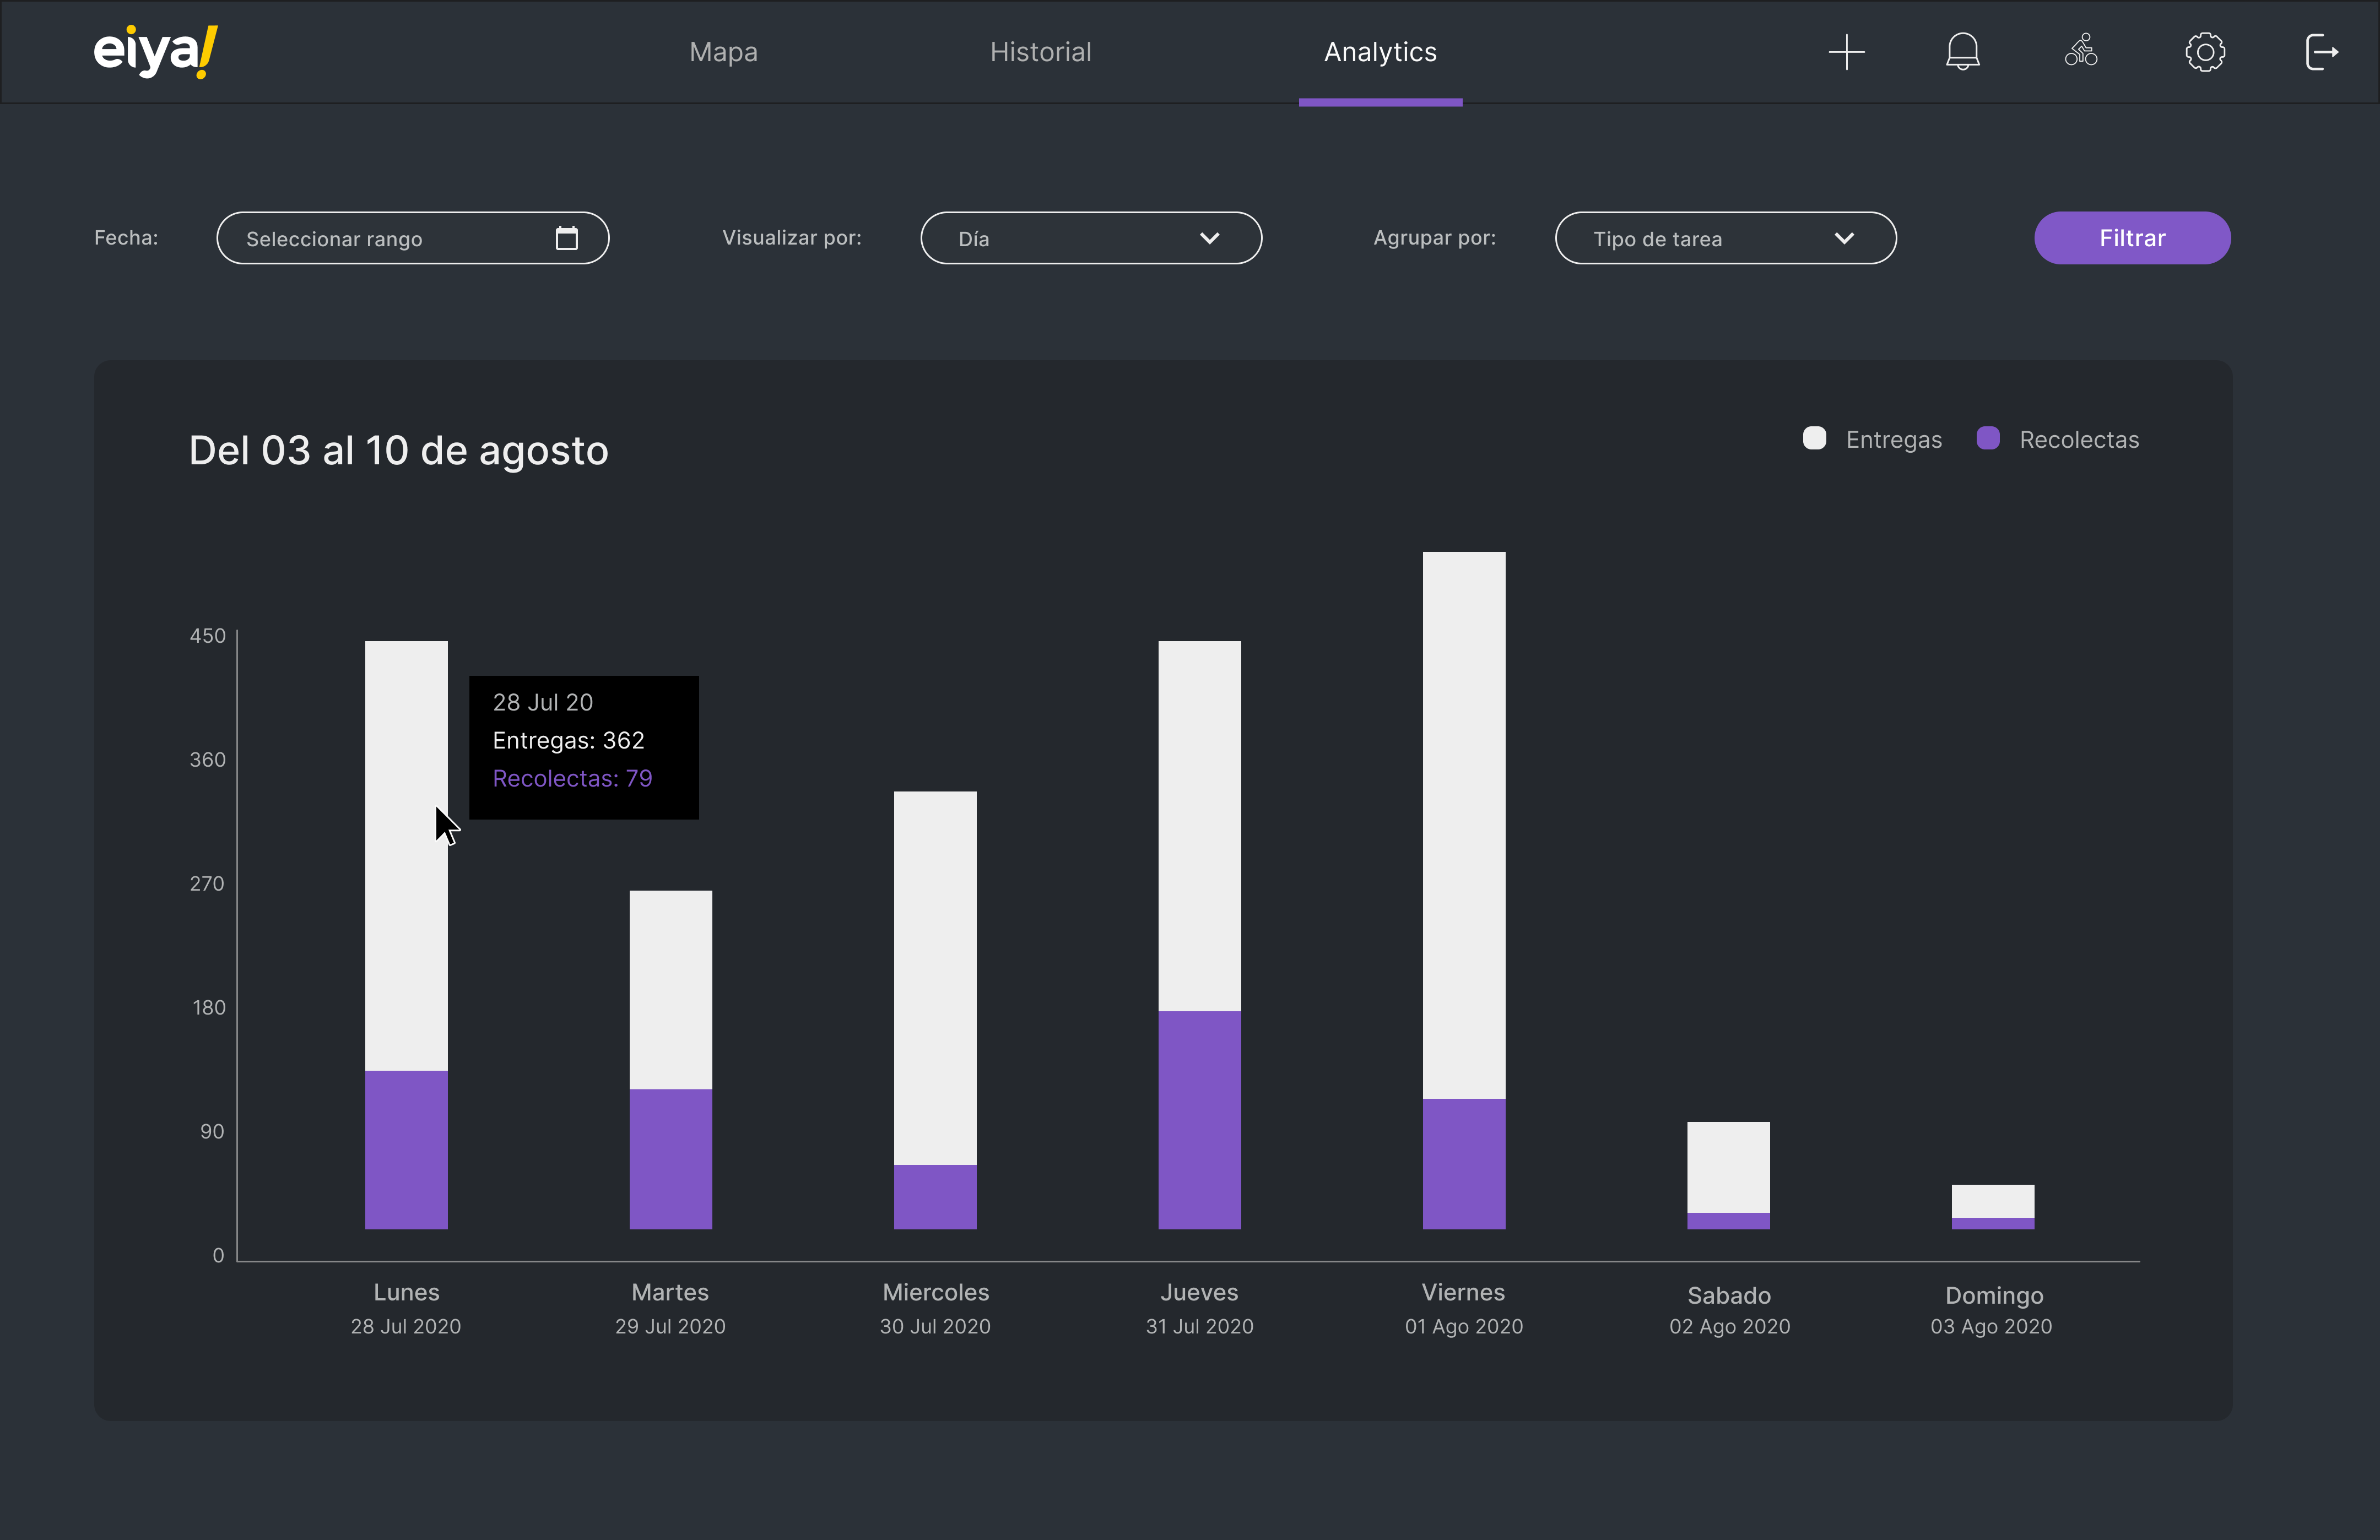 eiya!
Mapa
Historial
Analytics
Fecha:
Seleccionar rango
Visualizar por:
Día
Agrupar por:
Tipo de tarea
Filtrar
Del 03 al 10 de agosto
Entregas
Recolectas
450
360
270
180
90
0
28 Jul 20
Entregas: 362
Recolectas: 79
Lunes
28 Jul 2020
Martes
29 Jul 2020
Miercoles
30 Jul 2020
Jueves
31 Jul 2020
Viernes
01 Ago 2020
Sabado
02 Ago 2020
Domingo
03 Ago 2020